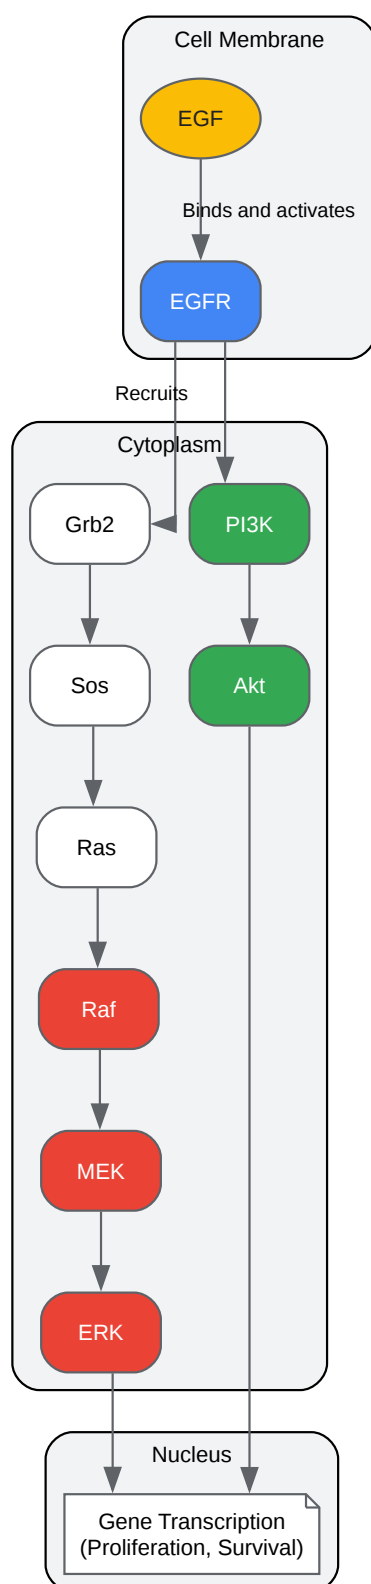 Cell Membrane
EGF
Binds and activates
EGFR
Recruits
Cytoplasm
Grb2
PI3K
Sos
Akt
Ras
Raf
MEK
ERK
Nucleus
Gene Transcription
(Proliferation, Survival)